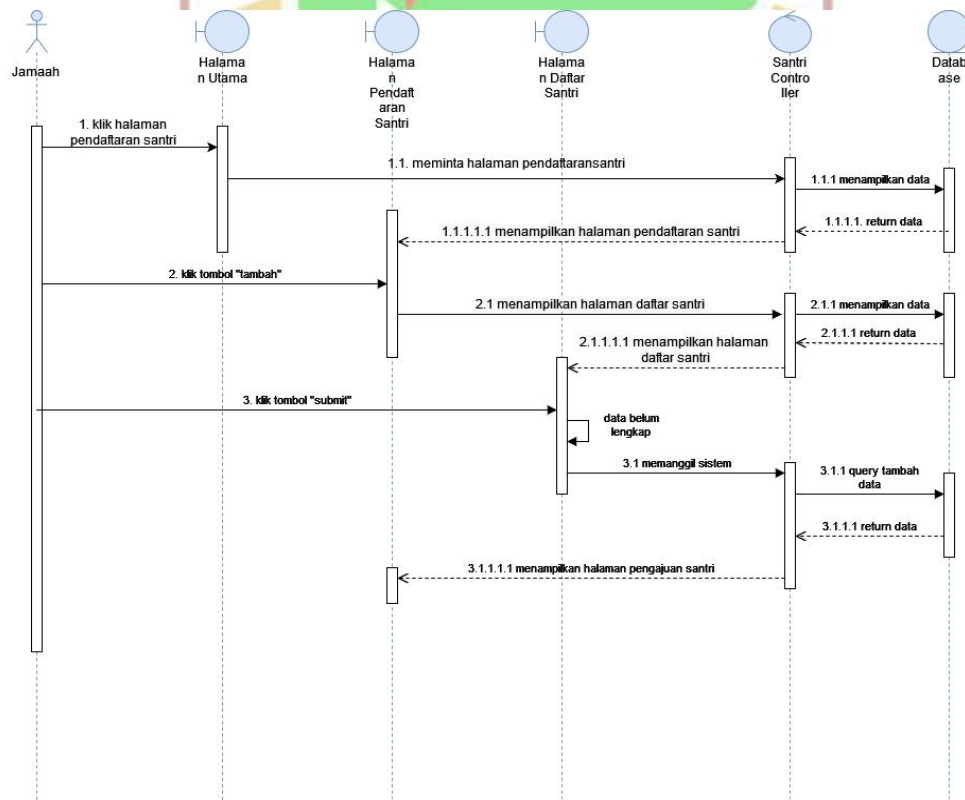 Jamaah
Halama
n Utama
Halama
n
Pendaft
aran
Santri
Halama
n Daftar
Santri
Santri
Contro
ller
Datab
ase
1. klik halaman
pendaftaran santri
1.1. meminta halaman pendaftaransantri
1.1.1 menampilkan data
1.1.1.1. return data
1.1.1.1.1 menampilkan halaman pendaftaran santri
2. klik tombol "tambah"
2.1 menampilkan halaman daftar santri
2.1.1 menampilkan data
2.1.1.1 return data
2.1.1.1.1 menampilkan halaman
daftar santri
3. klik tombol "submit"
data belum
lengkap
3.1 memanggil sistem
3.1.1 query tambah
data
3.1.1.1 return data
3.1.1.1.1 menampilkan halaman pengajuan santri